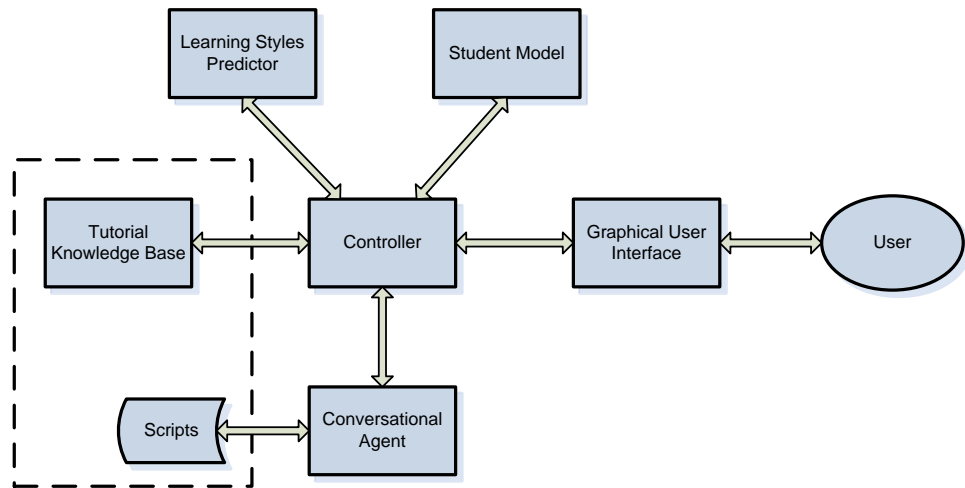 Learning Styles
Predictor
Student Model
Tutorial
Knowledge Base
Controller
Graphical User
Interface
User
Scripts
Conversational
Agent